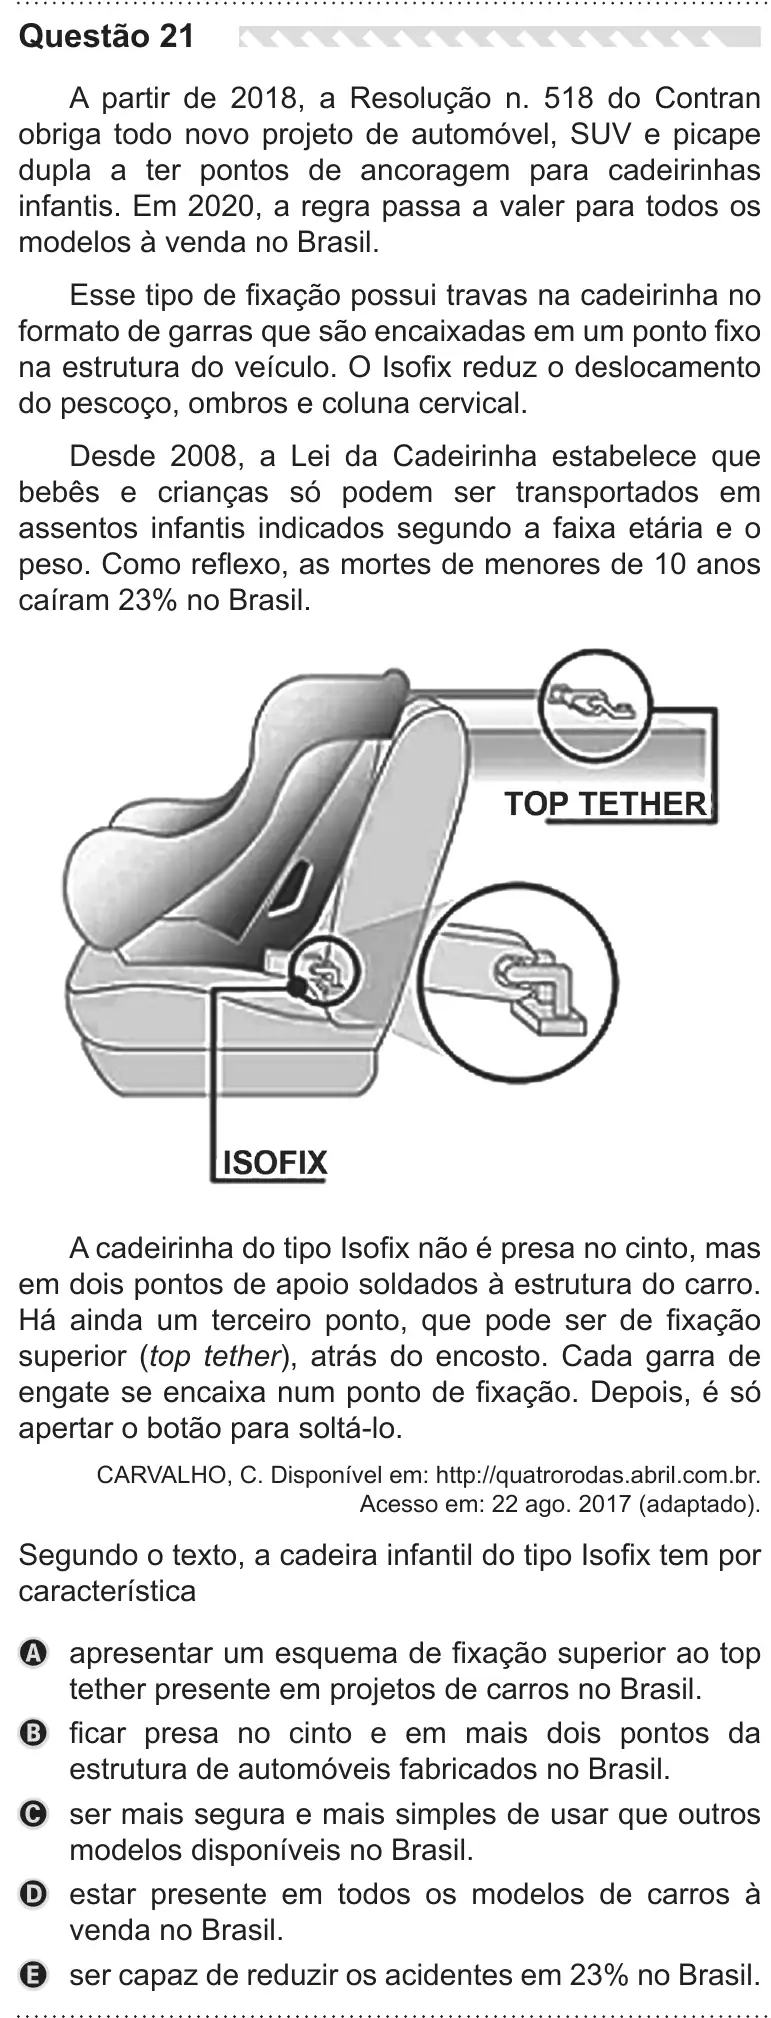 Questão 21
A partir de 2018, a Resolução n. 518 do Contran
obriga todo novo projeto de automóvel, SUV e picape
dupla a ter pontos de ancoragem para cadeirinhas
infantis. Em 2020, a regra passa a valer para todos os
modelos à venda no Brasil.
Esse tipo de fixação possui travas na cadeirinha no
formato de garras que são encaixadas em um ponto fixo
na estrutura do veículo. O Isofix reduz o deslocamento
do pescoço, ombros e coluna cervical.
Desde 2008, a Lei da Cadeirinha estabelece que
bebês e crianças só podem ser transportados em
assentos infantis indicados segundo a faixa etária e o
peso. Como reflexo, as mortes de menores de 10 anos
caíram 23% no Brasil.
TOP TETHER
ISOFIX
A cadeirinha do tipo Isofix não é presa no cinto, mas
em dois pontos de apoio soldados à estrutura do carro.
Há ainda um terceiro ponto, que pode ser de fixação
superior (top tether), atrás do encosto. Cada garra de
engate se encaixa num ponto de fixação. Depois, é só
apertar o botão para soltá-lo.
CARVALHO, C. Disponível em: http://quatrorodas.abril.com.br.
Acesso em: 22 ago. 2017 (adaptado).
Segundo o texto, a cadeira infantil do tipo Isofix tem por
característica
A apresentar um esquema de fixação superior ao top
tether presente em projetos de carros no Brasil.
B ficar presa no cinto e em mais dois pontos da
estrutura de automóveis fabricados no Brasil.
C ser mais segura e mais simples de usar que outros
modelos disponíveis no Brasil.
D estar presente em todos os modelos de carros à
venda no Brasil.
E ser capaz de reduzir os acidentes em 23% no Brasil.